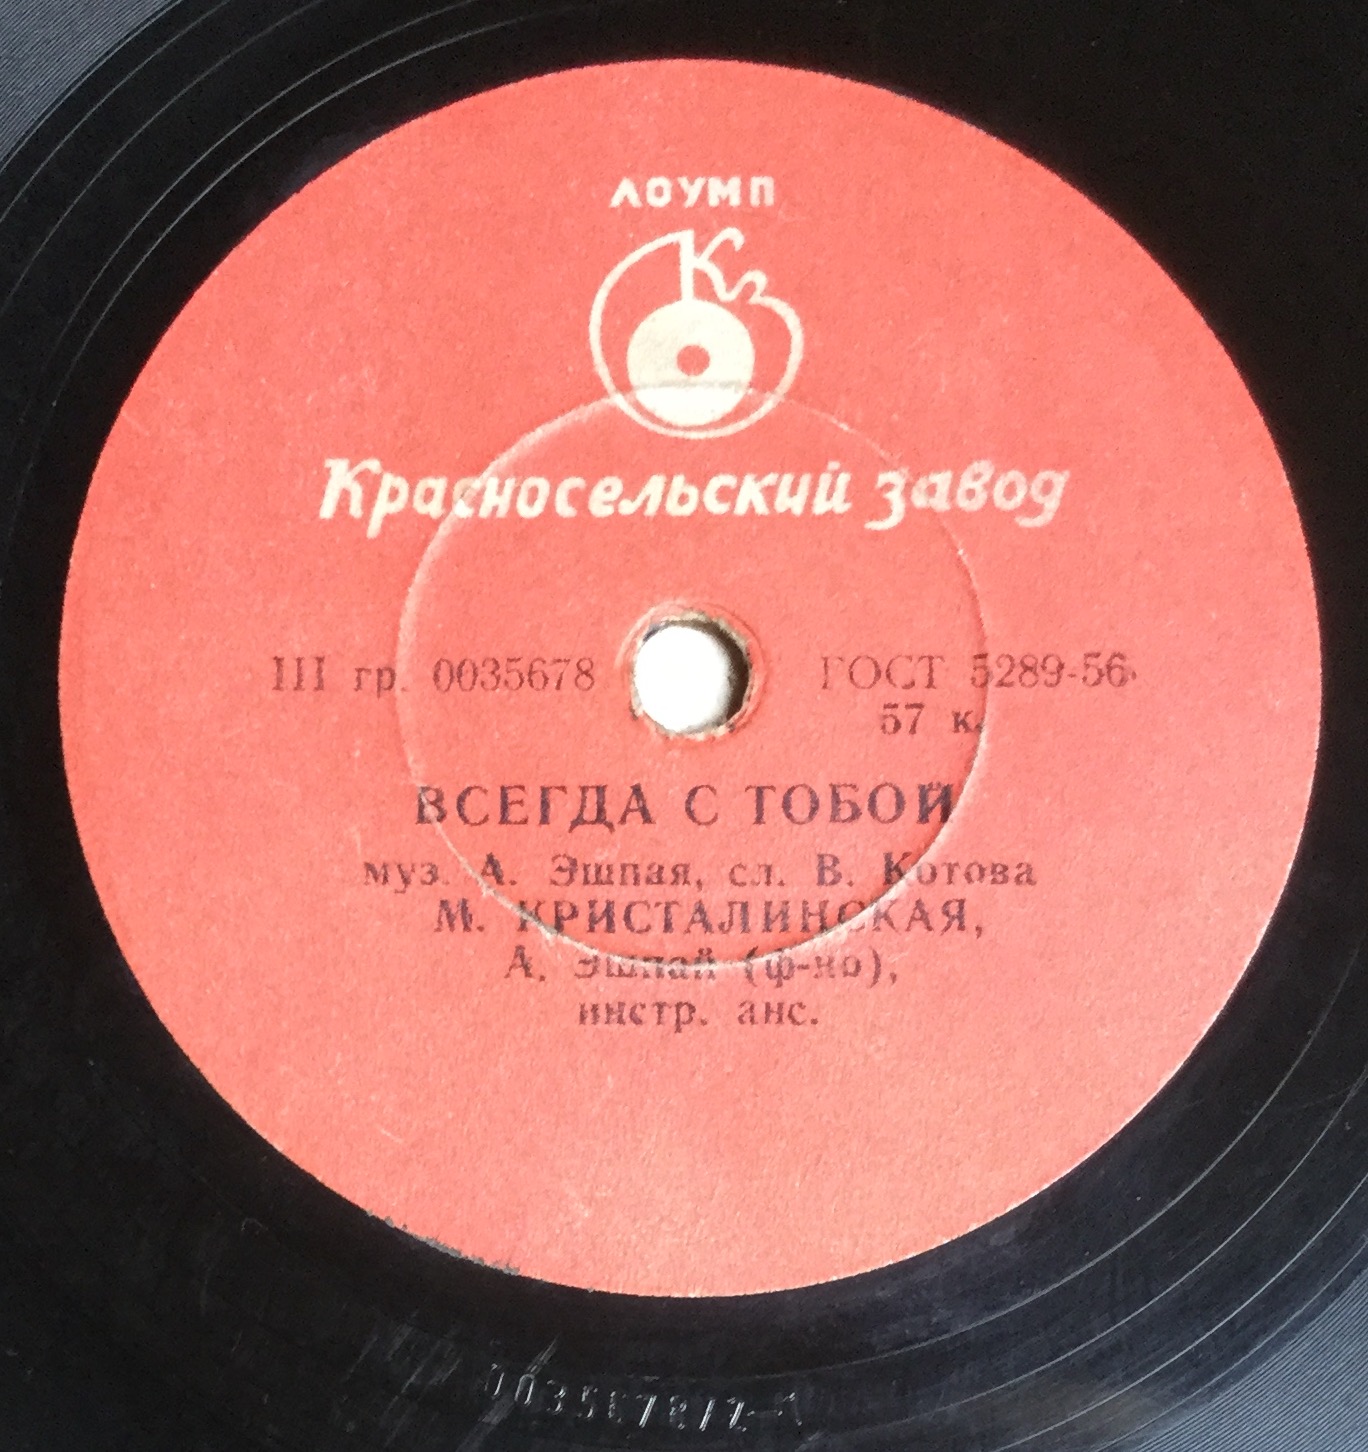 ЛОУМП
Кз
Красносельский завод
III гр. 0035678 ГОСТ 5289-56
57 к.
ВСЕГДА С ТОБОЙ
муз. А. Эшпая, сл. В. Котова
М. КРИСТАЛИНСКАЯ,
А. Эшпай (ф-но),
инстр. анс.